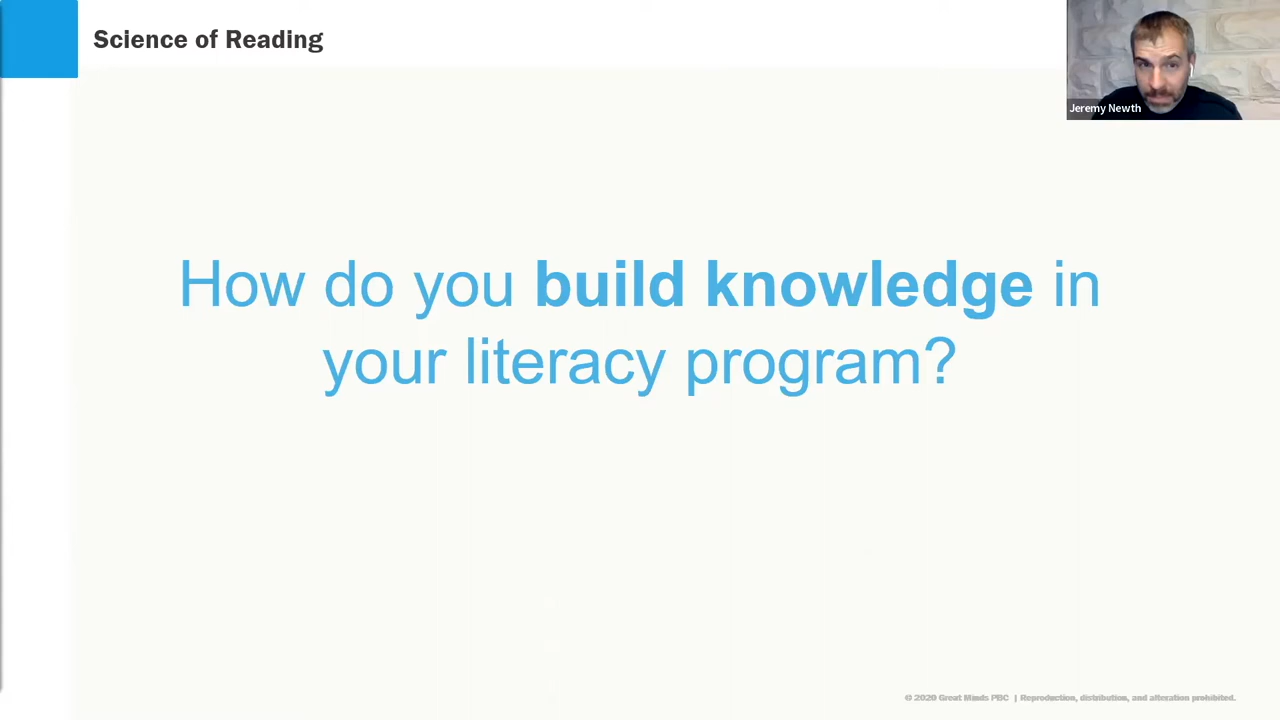 Science of Reading
Jeremy Newth
How do you build knowledge in
your literacy program?
© 2020 Great Minds PBC | Reproduction, distribution, and alteration prohibited.